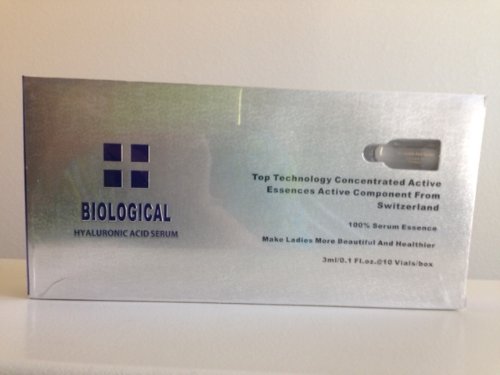 BIOLOGICAL
HYALURONIC ACID SERUM
Top Technology Concentrated Active
Essences Active Component From
Switzerland
100% Serum Essence
Make Ladies More Beautiful And Healthier
3ml/0.1 Fl.oz.@10 Vials/box